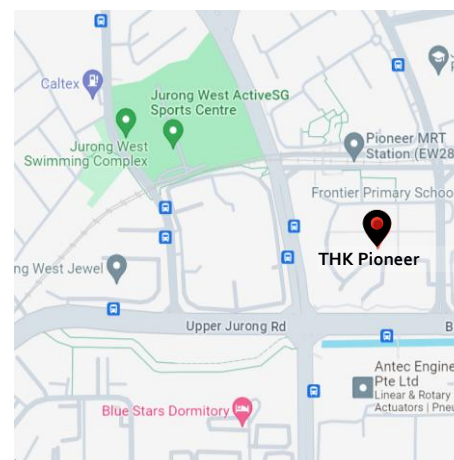 Caltex
Jurong West ActiveSG
Sports Centre
Jurong West
Swimming Complex
Pioneer MRT
Station (EW28
Frontier Primary Schoo
THK Pioneer
ng West Jewel
Upper Jurong Rd
B
Antec Engine
Pte Ltd
Linear & Rotary
Actuators | Pneu
Blue Stars Dormitory